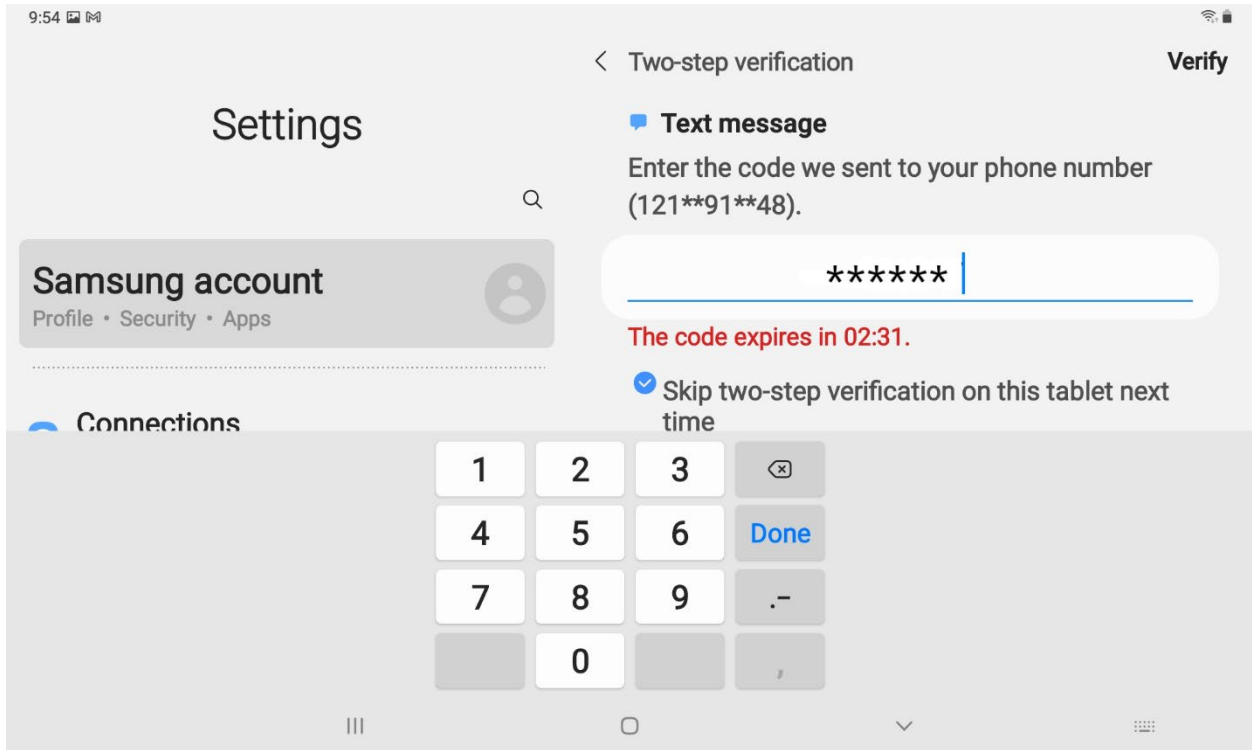 9:54
Settings
Samsung account
Profile • Security • Apps
Connections
Two-step verification
Verify
Text message
Enter the code we sent to your phone number
(121**91**48).
******
The code expires in 02:31.
Skip two-step verification on this tablet next
time
1 2 3
4 5 6 Done
7 8 9 .-
0 ,